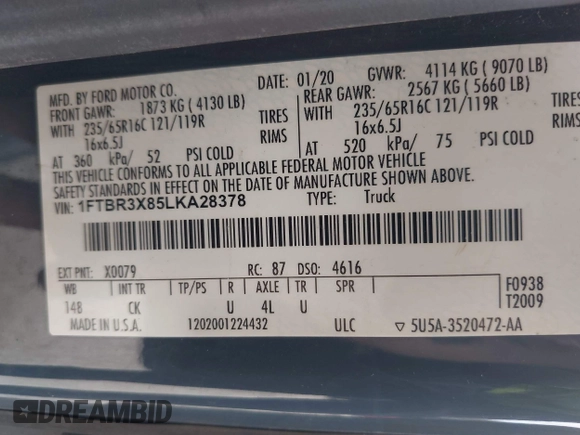 MFD. BY FORD MOTOR CO. DATE: 01/20 GVWR: 4114 KG ( 9070 LB)
FRONT GAWR: 1873 KG ( 4130 LB) REAR GAWR: 2567 KG ( 5660 LB)
WITH 235/65R16C 121/119R TIRES WITH 235/65R16C 121/119R TIRES
16x6.5J RIMS 16x6.5J RIMS
AT 360 kPa/ 52 PSI COLD AT 520 kPa/ 75 PSI COLD
THIS VEHICLE CONFORMS TO ALL APPLICABLE FEDERAL MOTOR VEHICLE
SAFETY STANDARDS IN EFFECT ON THE DATE OF MANUFACTURE SHOWN ABOVE.
VIN: 1FTBR3X85LKA28378 TYPE: Truck
EXT PNT: X0079 RC: 87 DSO: 4616
WB INT TR TP/PS R AXLE TR SPR F0938
148 CK U 4L U T2009
MADE IN U.S.A. 1202001224432 ULC ▽ 5U5A-3520472-AA
DREAMBID